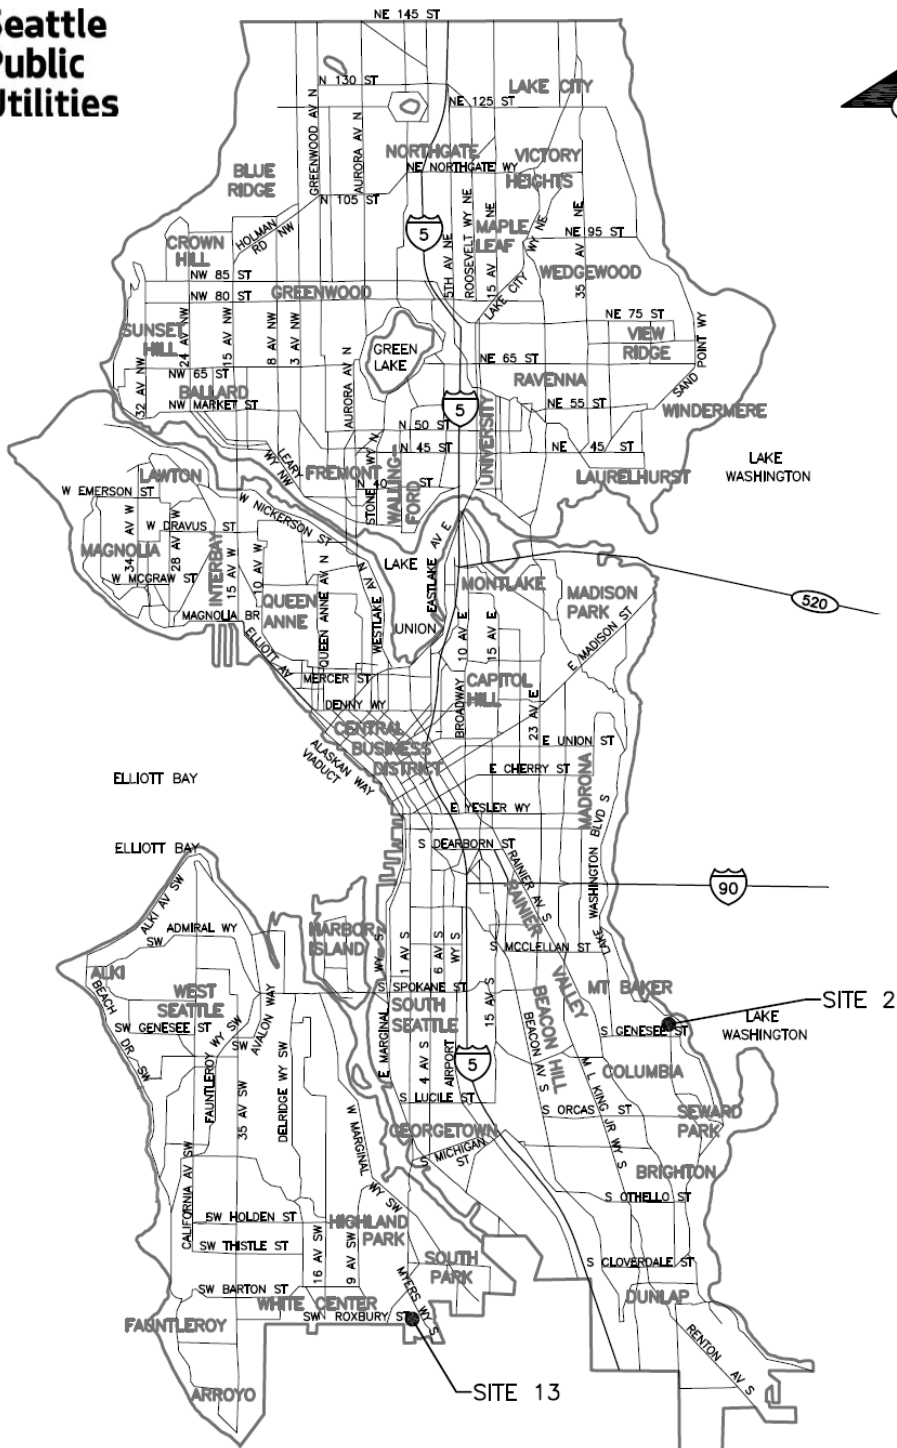 Seattle
Public
Utilities
NE 145 ST
N 130 ST
LAKE CITY
NE 125 ST
GREENWOOD AV N
AURORA AV N
NORTHGATE
NE NORTHGATE WY
VICTORY
HEIGHTS
BLUE
RIDGE
N 105 ST
HOLMAN
RD NW
CROWN
HILL
5
5TH AV NE
ROOSEVELT WY NE
15 AV NE
MAPLE
LEAF
LAKE CITY WY NE
35 AV NE
NE 95 ST
WEDGEWOOD
NW 85 ST
NW 80 ST
GREENWOOD
SUNSET
HILL
24 AV NW
15 AV NW
8 AV NW
3 AV NW
GREEN
LAKE
NE 75 ST
VIEW
RIDGE
SAND POINT WY
NE 65 ST
RAVENNA
32 AV NW
NW 65 ST
BALLARD
NW MARKET ST
AURORA AV N
5
UNIVERSITY
NE 55 ST
WINDERMERE
N 50 ST
N 45 ST
NE 45 ST
LAURELHURST
LAKE
WASHINGTON
LEARY
WY NW
FREMONT
N 40 ST
STONE WY N
WALLING-
FORD
LAWTON
W EMERSON ST
W NICKERSON ST
34 AV W
W DRAVUS ST
28 AV W
MAGNOLIA
W MCGRAW ST
INTERBAY
15 AV W
10 AV W
MAGNOLIA BR
QUEEN
ANNE
QUEEN ANNE AV N
WESTLAKE AV N
LAKE
UNION
EASTLAKE AV E
MONTLAKE
MADISON
PARK
520
10 AV E
15 AV E
E MADISON ST
ELLIOTT AV
MERCER ST
DENNY WY
BROADWAY
CAPITOL
HILL
23 AV E
CENTRAL
BUSINESS
DISTRICT
ALASKAN WAY
VIADUCT
E UNION ST
E CHERRY ST
MADRONA
E YESLER WY
ELLIOTT BAY
ELLIOTT BAY
S DEARBORN ST
LAKE WASHINGTON BLVD S
RAINIER AV S
RAINIER
VALLEY
90
ALKI AV SW
SW ADMIRAL WY
HARBOR
ISLAND
E MARGINAL WY S
1 AV S
6 AV S
S MCCLELLAN ST
MT BAKER
ALKI
BEACH DR SW
WEST
SEATTLE
SW GENESEE ST
SW AVALON WAY
S SPOKANE ST
SOUTH
SEATTLE
15 AV S
BEACON HILL
BEACON AV S
SITE 2
S GENESEE ST
LAKE
WASHINGTON
FAUNTLEROY WY SW
35 AV SW
DELRIDGE WY SW
4 AV S
AIRPORT WY S
5
COLUMBIA
M L KING JR WY S
S LUCILE ST
S ORCAS ST
SEWARD
PARK
GEORGETOWN
S MICHIGAN
ST
W MARGINAL WY SW
BRIGHTON
S OTHELLO ST
CALIFORNIA AV SW
SW HOLDEN ST
SW THISTLE ST
16 AV SW
9 AV SW
HIGHLAND
PARK
SOUTH
PARK
S CLOVERDALE ST
DUNLAP
SW BARTON ST
WHITE CENTER
SW ROXBURY ST
MYERS WY S
FAUNTLEROY
RENTON AV S
ARROYO
SITE 13